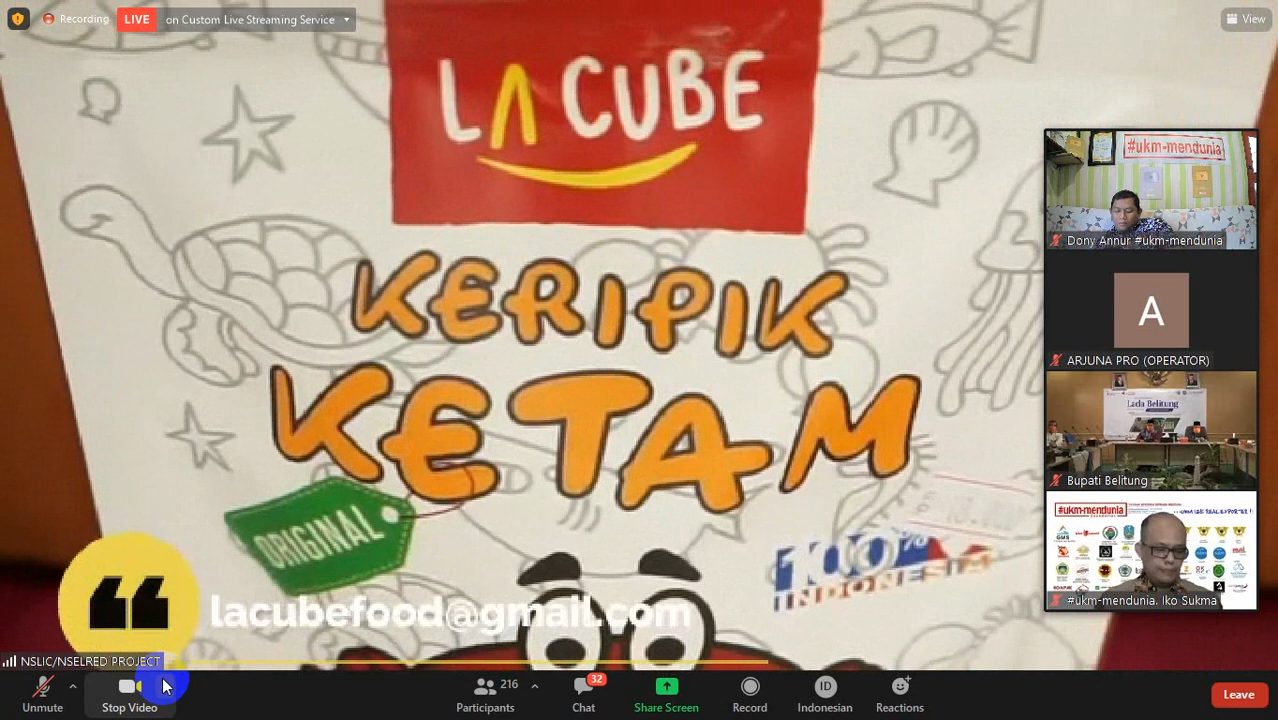 Recording
LIVE
on Custom Live Streaming Service
View
LA CUBE
KERIPIK
KETAM
ORIGINAL
100%
INDONESIA
lacubefood@gmail.com
#ukm-mendunia
Dony Annur #ukm-mendunia
A
ARJUNA PRO (OPERATOR)
Lada Belitung
Bupati Belitung
#ukm-mendunia
#ukm-mendunia. Iko Sukma
NSLIC/NSELRED PROJECT
Unmute
Stop Video
216
Participants
32
Chat
Share Screen
Record
ID
Indonesian
Reactions
Leave